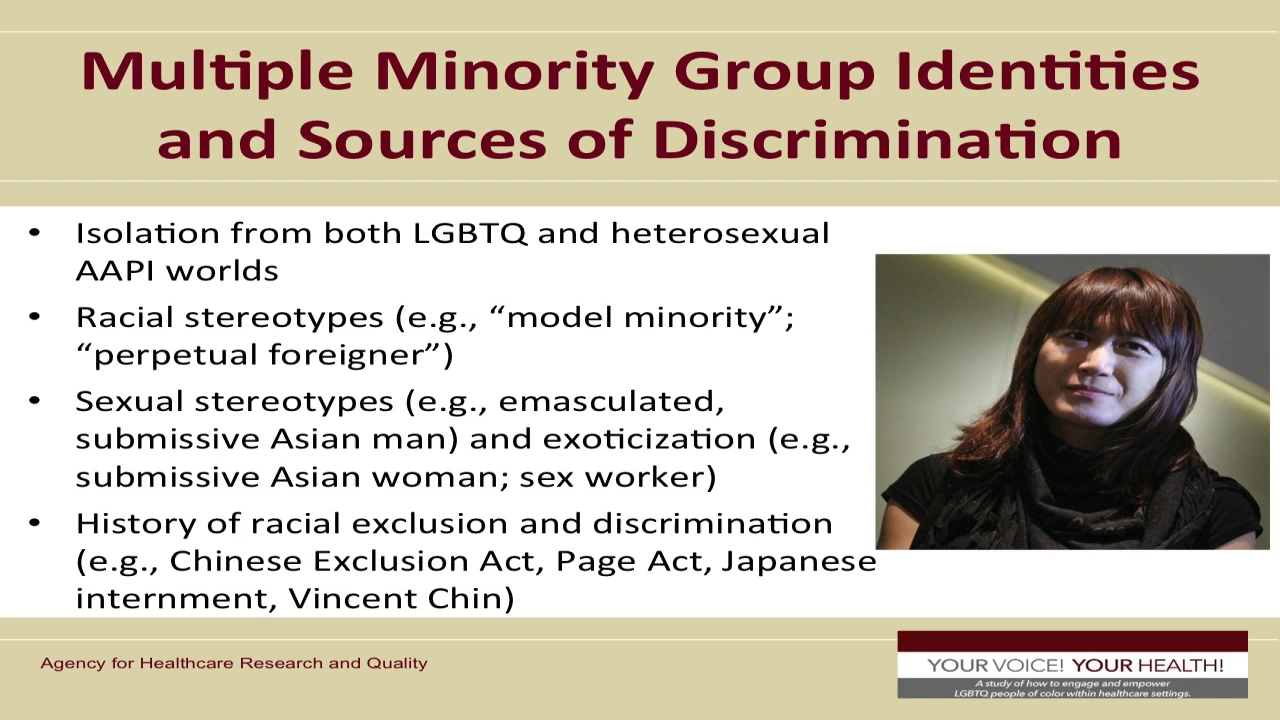 Multiple Minority Group Identities
and Sources of Discrimination
• Isolation from both LGBTQ and heterosexual
AAPI worlds
• Racial stereotypes (e.g., “model minority”;
“perpetual foreigner”)
• Sexual stereotypes (e.g., emasculated,
submissive Asian man) and exoticization (e.g.,
submissive Asian woman; sex worker)
• History of racial exclusion and discrimination
(e.g., Chinese Exclusion Act, Page Act, Japanese
internment, Vincent Chin)
Agency for Healthcare Research and Quality
YOUR VOICE! YOUR HEALTH!
A study of how to engage and empower
LGBTQ people of color within healthcare settings.